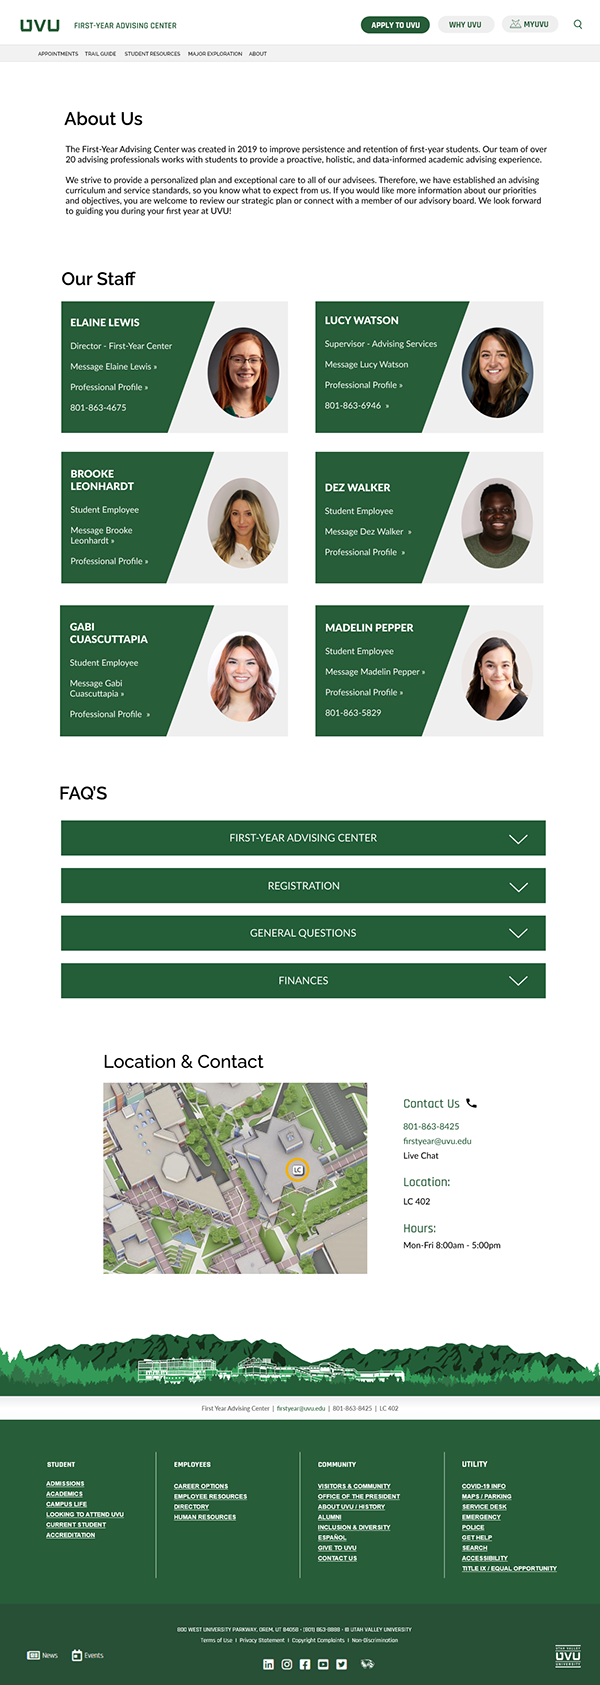 UVU FIRST-YEAR ADVISING CENTER
APPLY TO UVU
WHY UVU
MYUVU
APPOINTMENTS TRAIL GUIDE STUDENT RESOURCES MAJOR EXPLORATION ABOUT
About Us
The First-Year Advising Center was created in 2019 to improve persistence and retention of first-year students. Our team of over
20 advising professionals works with students to provide a proactive, holistic, and data-informed academic advising experience.
We strive to provide a personalized plan and exceptional care to all of our advisees. Therefore, we have established an advising
curriculum and service standards, so you know what to expect from us. If you would like more information about our priorities
and objectives, you are welcome to review our strategic plan or connect with a member of our advisory board. We look forward
to guiding you during your first year at UVU!
Our Staff
ELAINE LEWIS
Director - First-Year Center
Message Elaine Lewis »
Professional Profile »
801-863-4675
LUCY WATSON
Supervisor - Advising Services
Message Lucy Watson
Professional Profile »
801-863-6946 »
BROOKE
LEONHARDT
Student Employee
Message Brooke
Leonhardt »
Professional Profile »
DEZ WALKER
Student Employee
Message Dez Walker »
Professional Profile »
GABI
CUASCUTTAPIA
Student Employee
Message Gabi
Cuascuttapia »
Professional Profile »
MADELIN PEPPER
Student Employee
Message Madelin Pepper »
Professional Profile »
801-863-5829
FAQ'S
FIRST-YEAR ADVISING CENTER
REGISTRATION
GENERAL QUESTIONS
FINANCES
Location & Contact
LC
Contact Us
801-863-8425
firstyear@uvu.edu
Live Chat
Location:
LC 402
Hours:
Mon-Fri 8:00am - 5:00pm
First Year Advising Center | firstyear@uvu.edu | 801-863-8425 | LC 402
STUDENT
ADMISSIONS
ACADEMICS
CAMPUS LIFE
LOOKING TO ATTEND UVU
CURRENT STUDENT
ACCREDITATION
EMPLOYEES
CAREER OPTIONS
EMPLOYEE RESOURCES
DIRECTORY
HUMAN RESOURCES
COMMUNITY
VISITORS & COMMUNITY
OFFICE OF THE PRESIDENT
ABOUT UVU / HISTORY
ALUMNI
INCLUSION & DIVERSITY
ESPAÑOL
GIVE TO UVU
CONTACT US
UTILITY
COVID-19 INFO
MAPS / PARKING
SERVICE DESK
EMERGENCY
POLICE
GET HELP
SEARCH
ACCESSIBILITY
TITLE IX / EQUAL OPPORTUNITY
800 WEST UNIVERSITY PARKWAY, OREM, UT 84058 · (801) 863-8888 · © UTAH VALLEY UNIVERSITY
Terms of Use | Privacy Statement | Copyright Complaints | Non-Discrimination
News
Events
UTAH VALLEY
UVU
UNIVERSITY